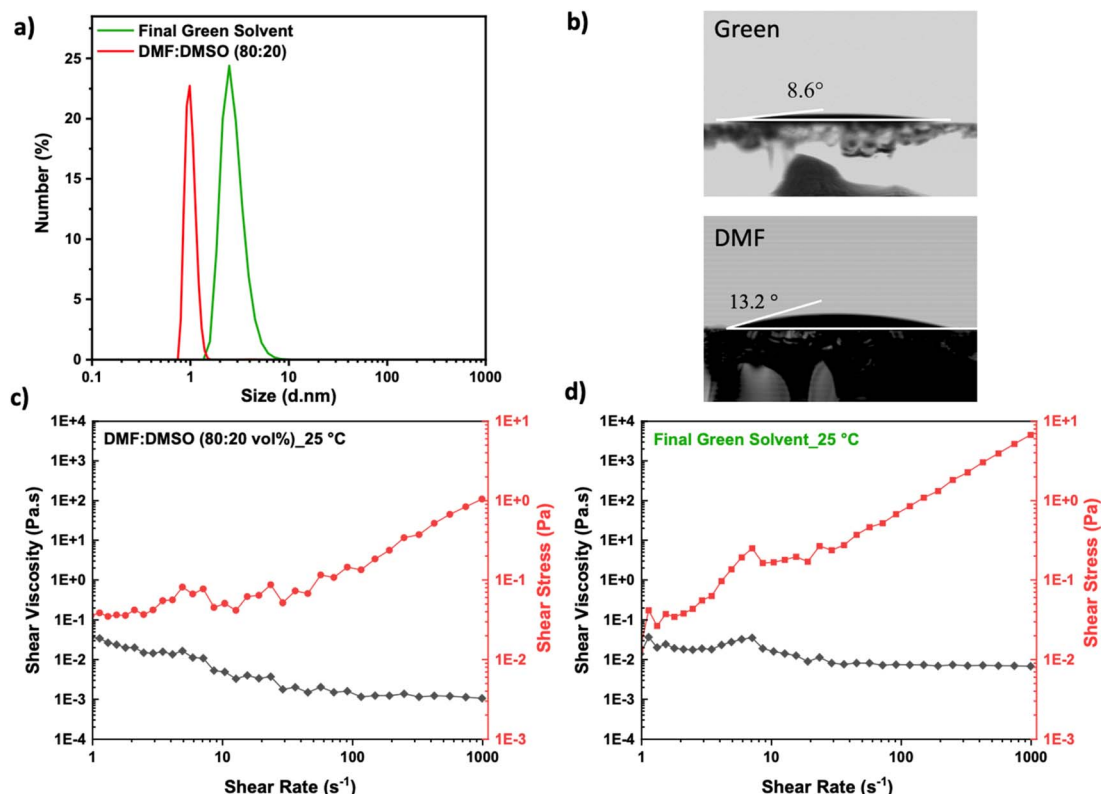 a)
Final Green Solvent
DMF:DMSO (80:20)
25
20
15
10
5
0
Number (%)
0.1 1 10 100 1000
Size (d.nm)
b)
Green
8.6°
DMF
13.2 °
c)
DMF:DMSO (80:20 vol%)_25 °C
1E+4
1E+3
1E+2
1E+1
1E+0
1E-1
1E-2
1E-3
1E-4
Shear Viscosity (Pa.s)
1E+1
1E+0
1E-1
1E-2
1E-3
Shear Stress (Pa)
1 10 100 1000
Shear Rate (s⁻¹)
d)
Final Green Solvent_25 °C
1E+4
1E+3
1E+2
1E+1
1E+0
1E-1
1E-2
1E-3
1E-4
Shear Viscosity (Pa.s)
1E+1
1E+0
1E-1
1E-2
1E-3
Shear Stress (Pa)
1 10 100 1000
Shear Rate (s⁻¹)